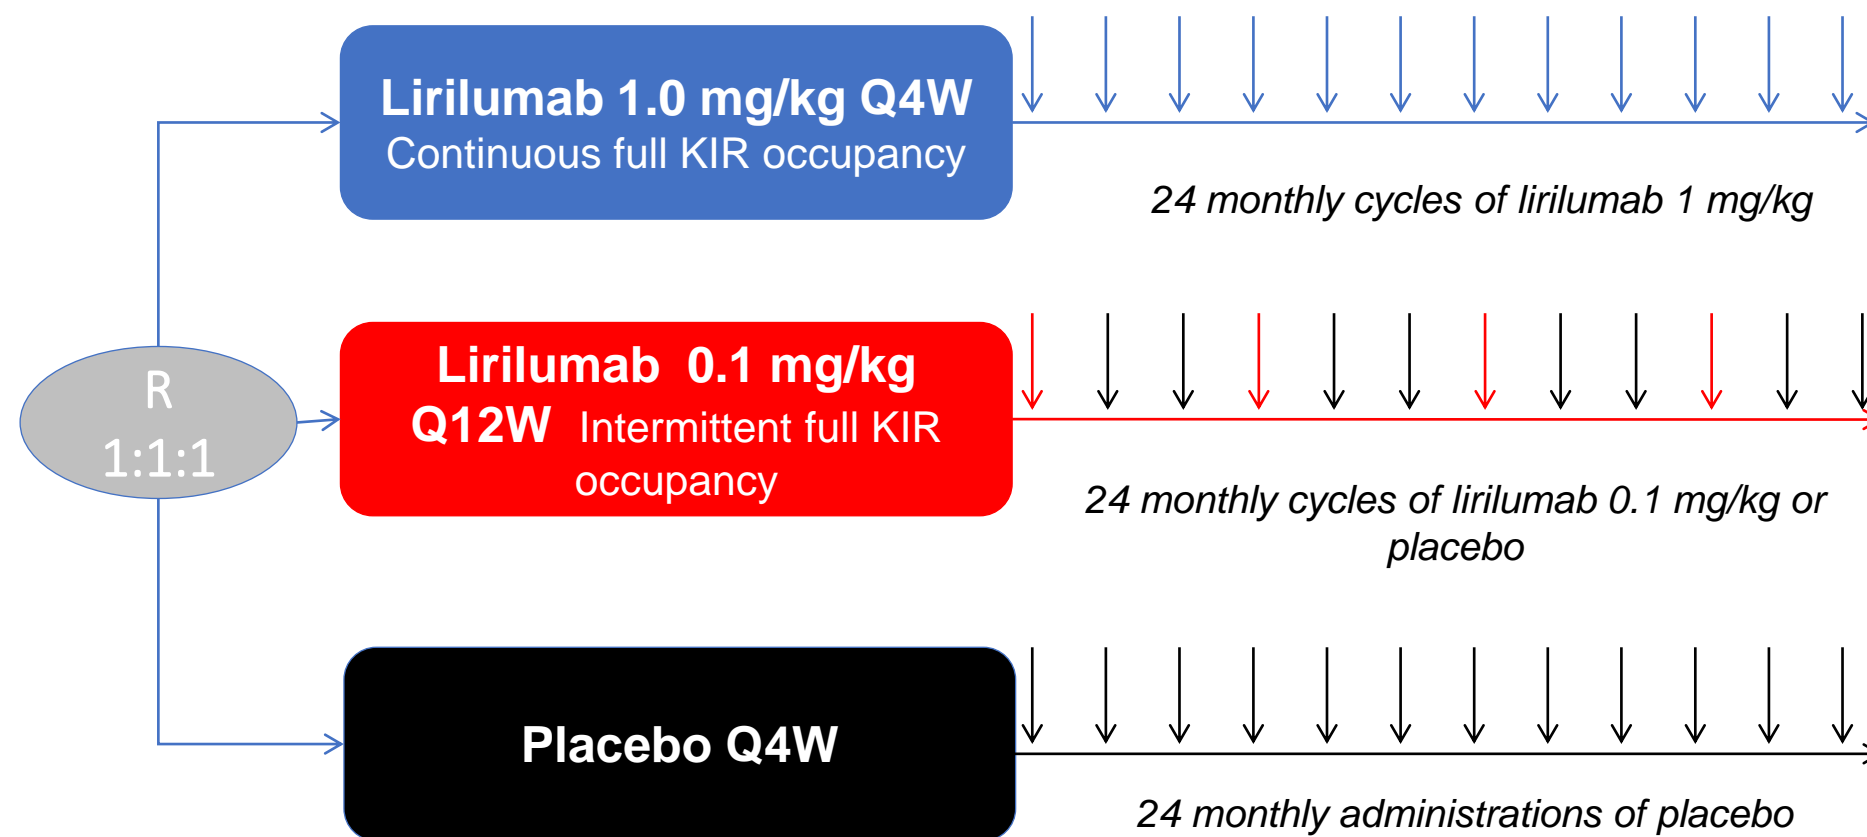 Lirilumab 1.0 mg/kg Q4W
Continuous full KIR occupancy
24 monthly cycles of lirilumab 1 mg/kg
R
1:1:1
Lirilumab 0.1 mg/kg
Q12W Intermittent full KIR
occupancy
24 monthly cycles of lirilumab 0.1 mg/kg or
placebo
Placebo Q4W
24 monthly administrations of placebo